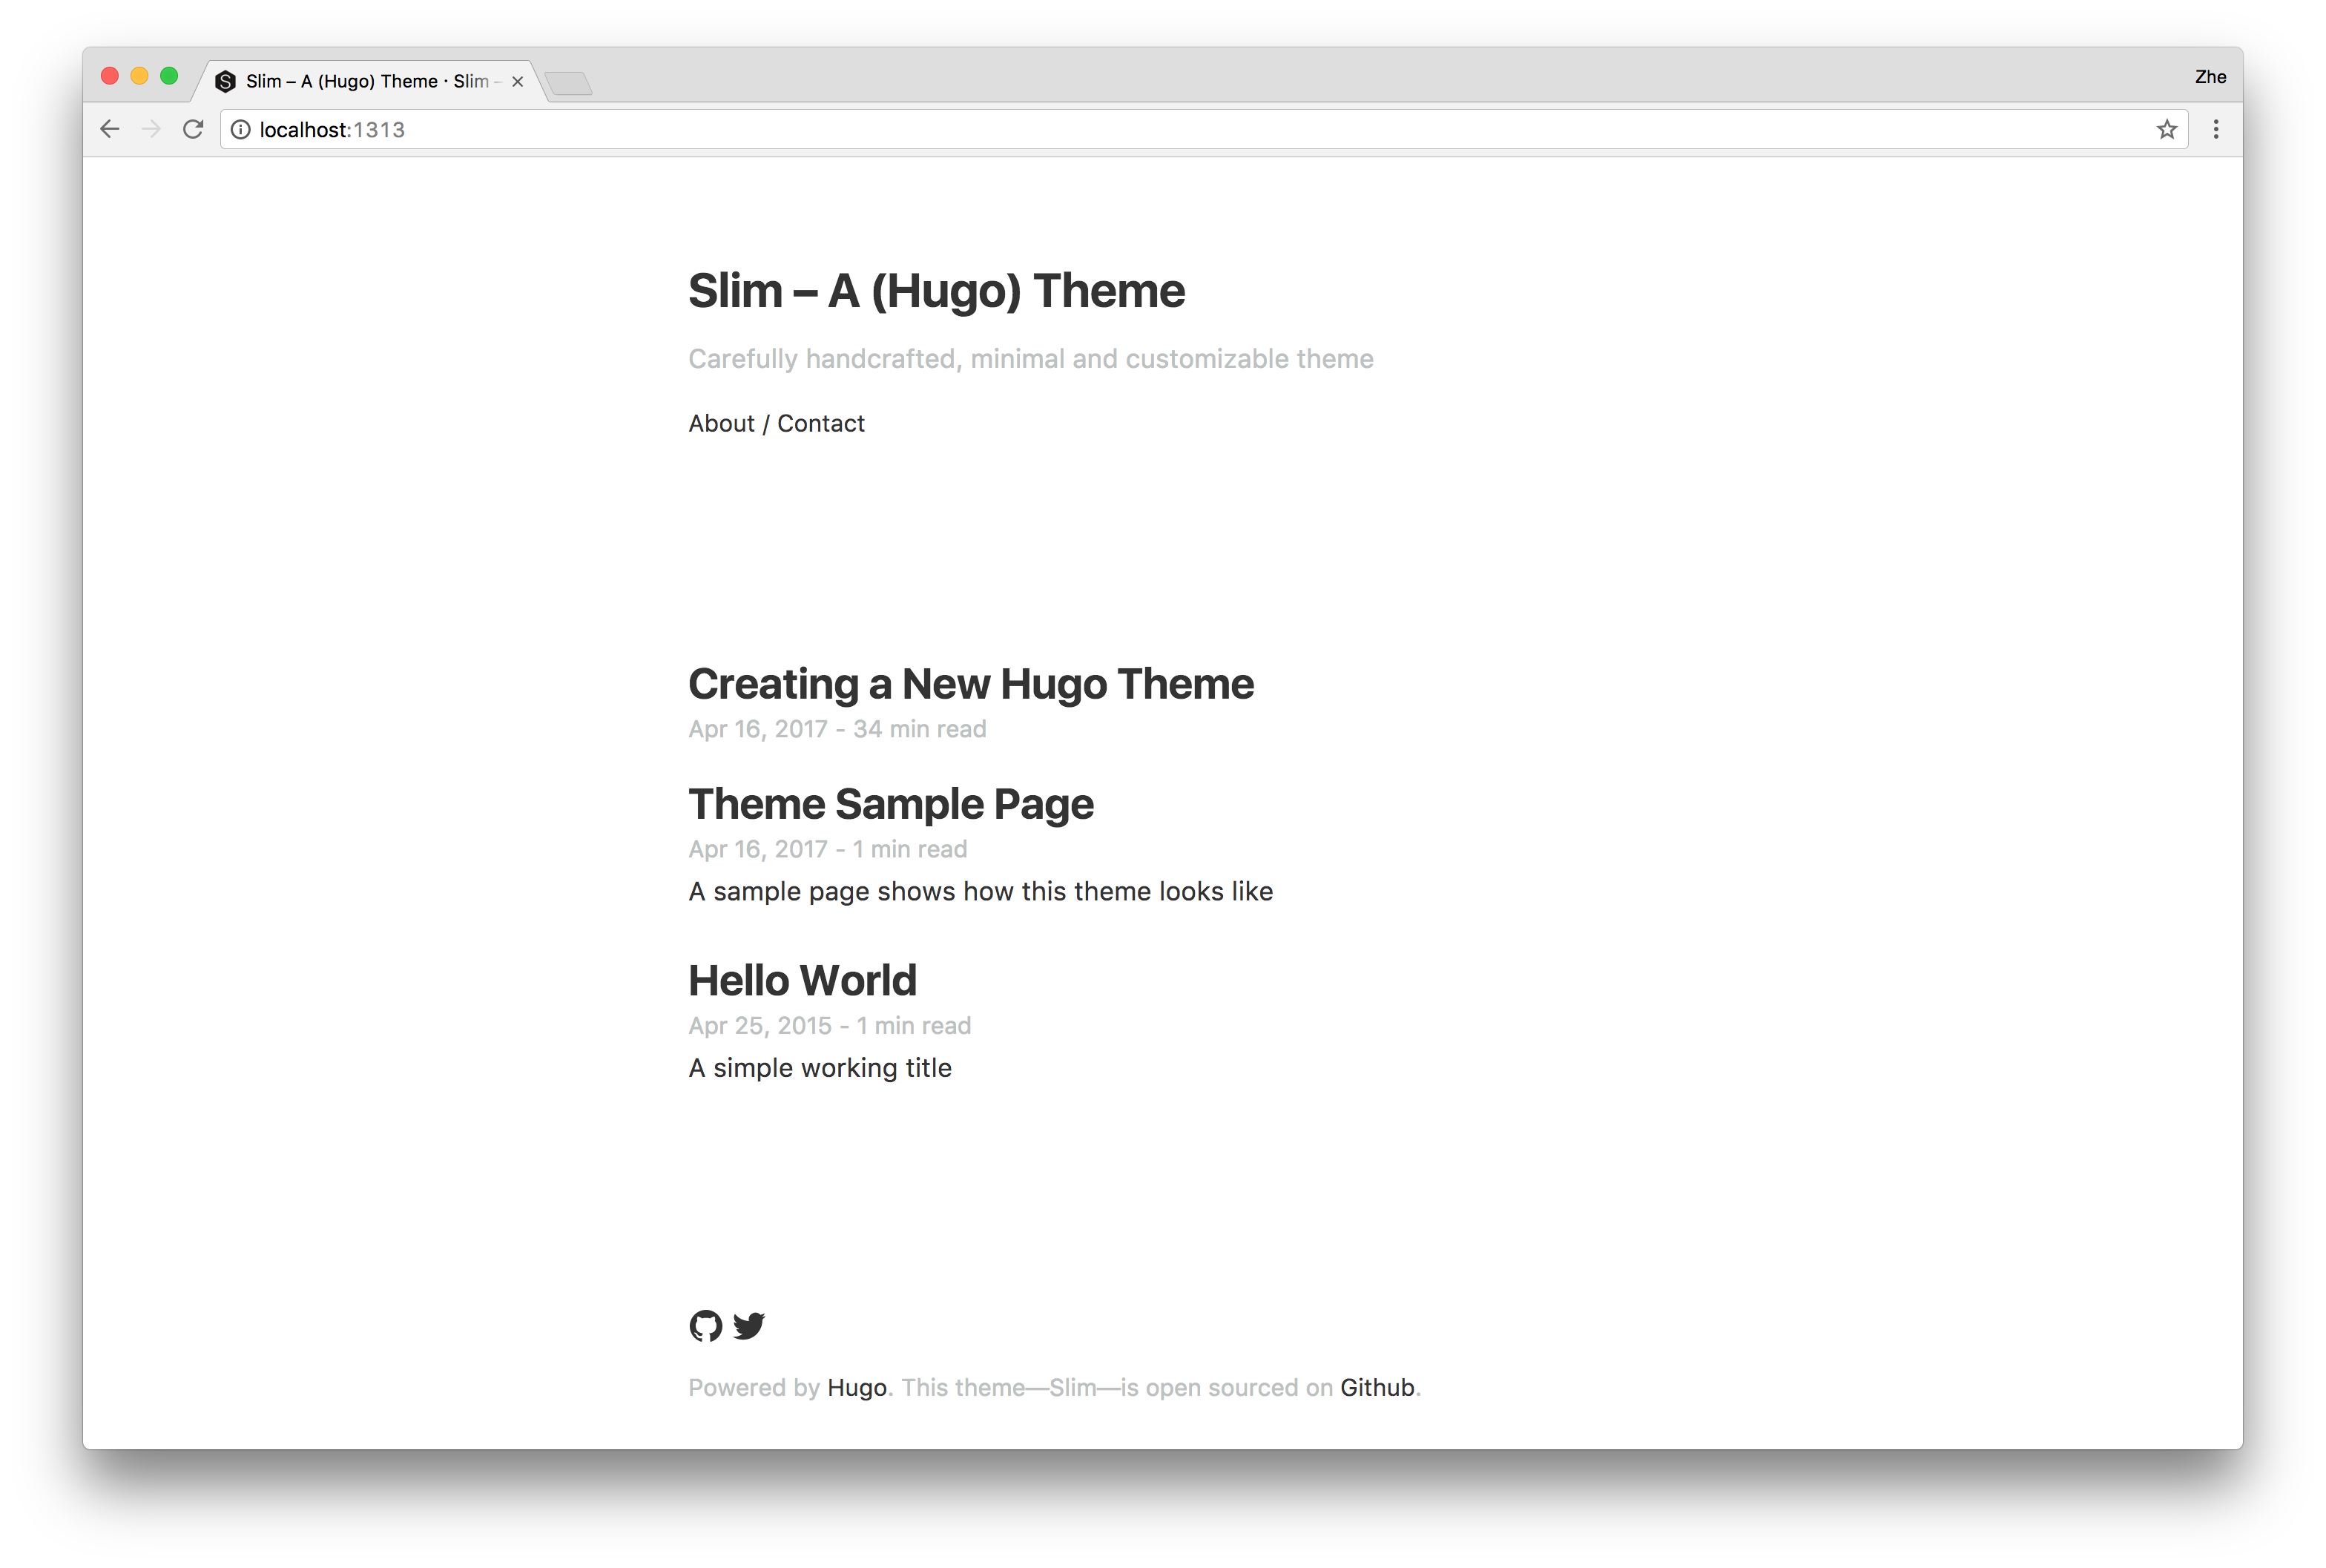 Slim – A (Hugo) Theme · Slim –
Zhe
localhost:1313
Slim – A (Hugo) Theme
Carefully handcrafted, minimal and customizable theme
About / Contact
Creating a New Hugo Theme
Apr 16, 2017 - 34 min read
Theme Sample Page
Apr 16, 2017 - 1 min read
A sample page shows how this theme looks like
Hello World
Apr 25, 2015 - 1 min read
A simple working title
Powered by Hugo. This theme—Slim—is open sourced on Github.